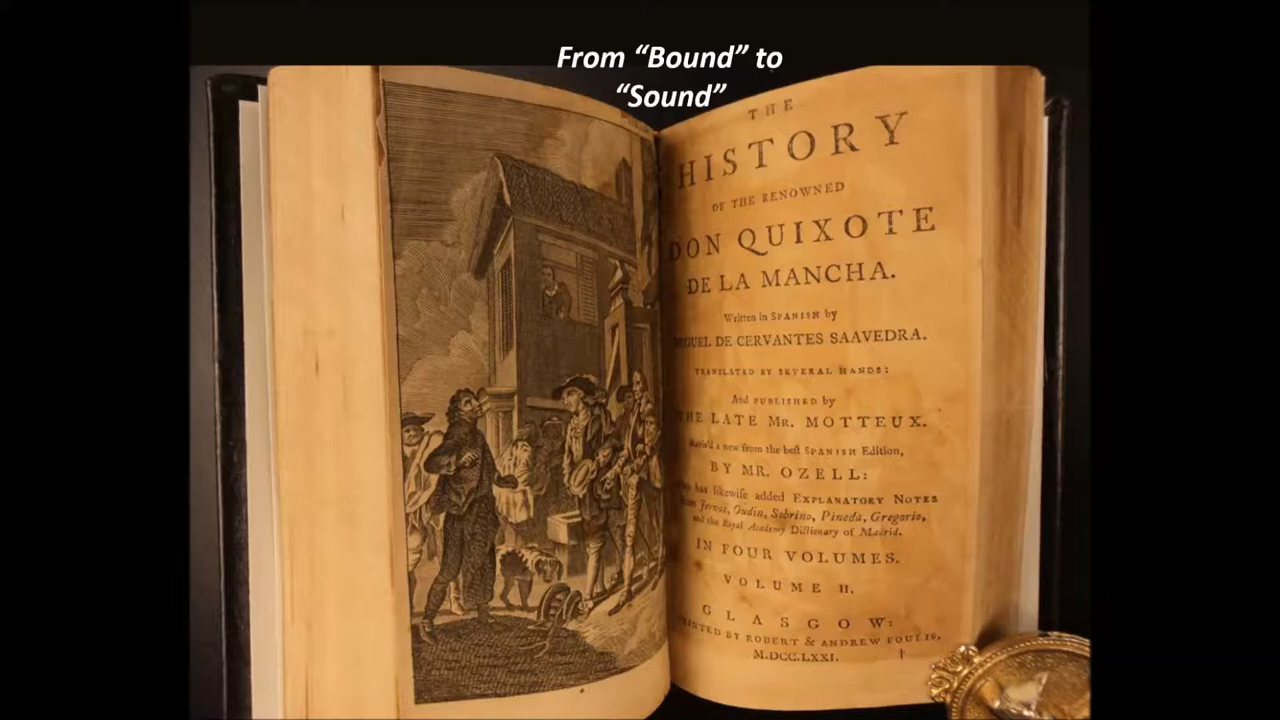 From “Bound” to
“Sound”
THE
HISTORY
OF THE RENOWNED
DON QUIXOTE
DE LA MANCHA.
Written in SPANISH by
MIGUEL DE CERVANTES SAAVEDRA.
TRANSLATED BY SEVERAL HANDS:
And PUBLISHED by
THE LATE MR. MOTTEUX.
a new from the best SPANISH Edition,
BY MR. OZELL:
has likewise added EXPLANATORY NOTES
Jervas, Oudin, Sobrino, Pineda, Gregorio,
and the Royal Academy Dictionary of Madrid.
IN FOUR VOLUMES.
VOLUME II.
GLASGOW:
PRINTED BY ROBERT & ANDREW FOULIS,
M.DCC.LXXI.